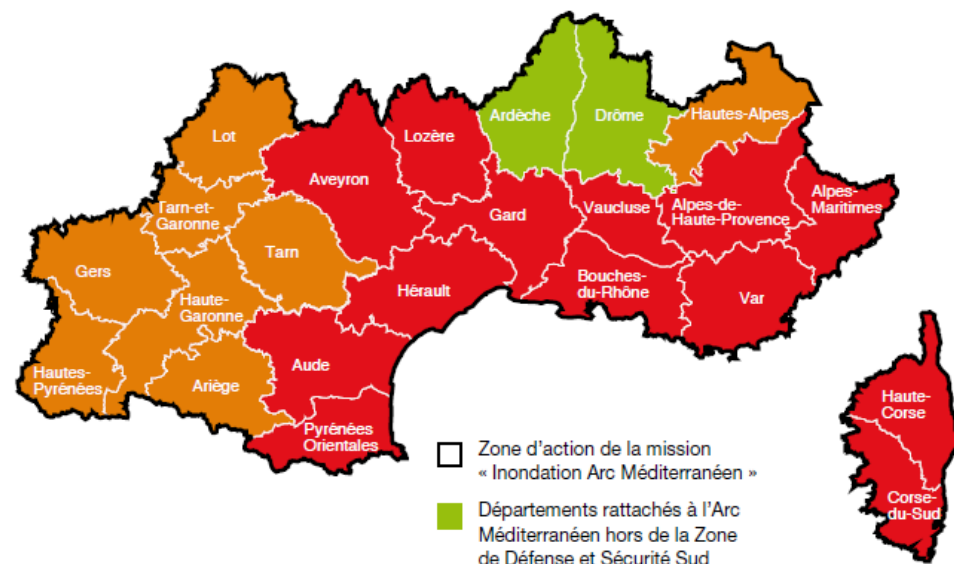 Lot
Ardèche
Drôme
Hautes-Alpes
Lozère
Aveyron
Tarn-et-
Garonne
Gard
Vaucluse
Alpes-de-
Haute-Provence
Alpes-
Maritimes
Tarn
Gers
Hérault
Bouches-
du-Rhône
Var
Haute-
Garonne
Hautes-
Pyrénées
Ariège
Aude
Pyrénées
Orientales
Haute-
Corse
Corse-
du-Sud
Zone d'action de la mission
« Inondation Arc Méditerranéen »
Départements rattachés à l'Arc
Méditerranéen hors de la Zone
de Défense et Sécurité Sud